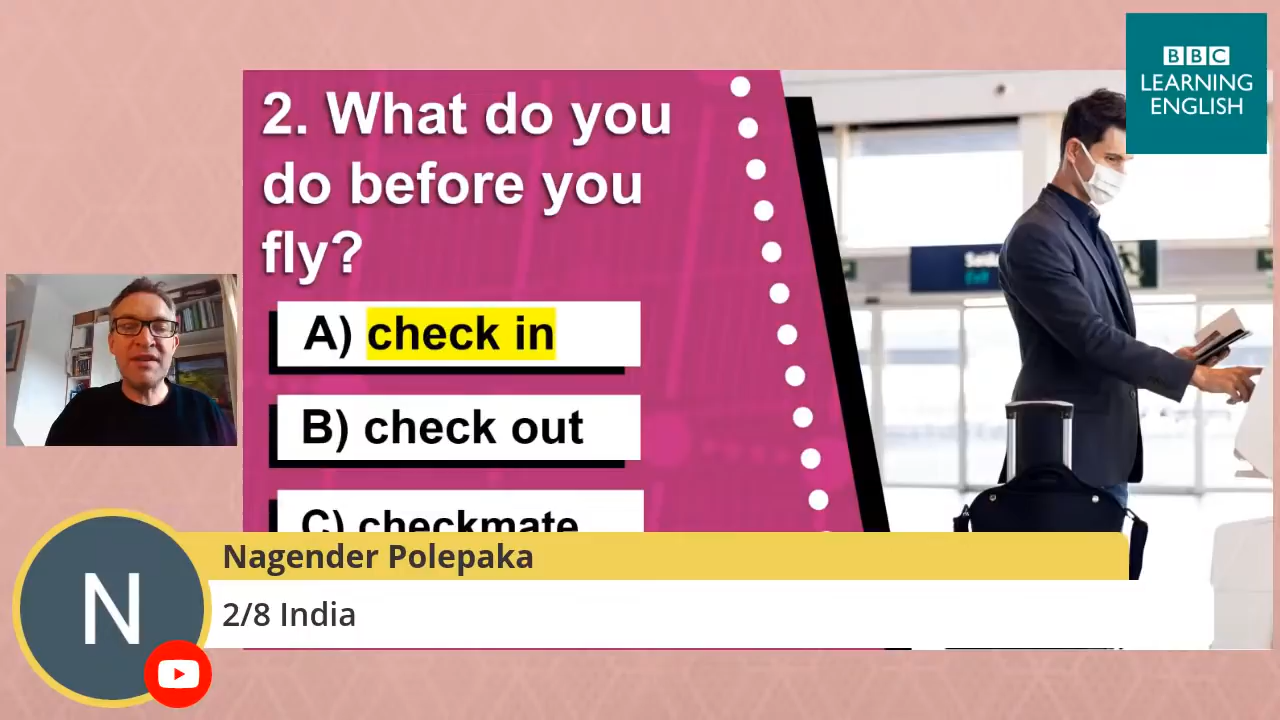 BBC
LEARNING
ENGLISH
2. What do you
do before you
fly?
A) check in
B) check out
C) checkmate
Nagender Polepaka
N
2/8 India